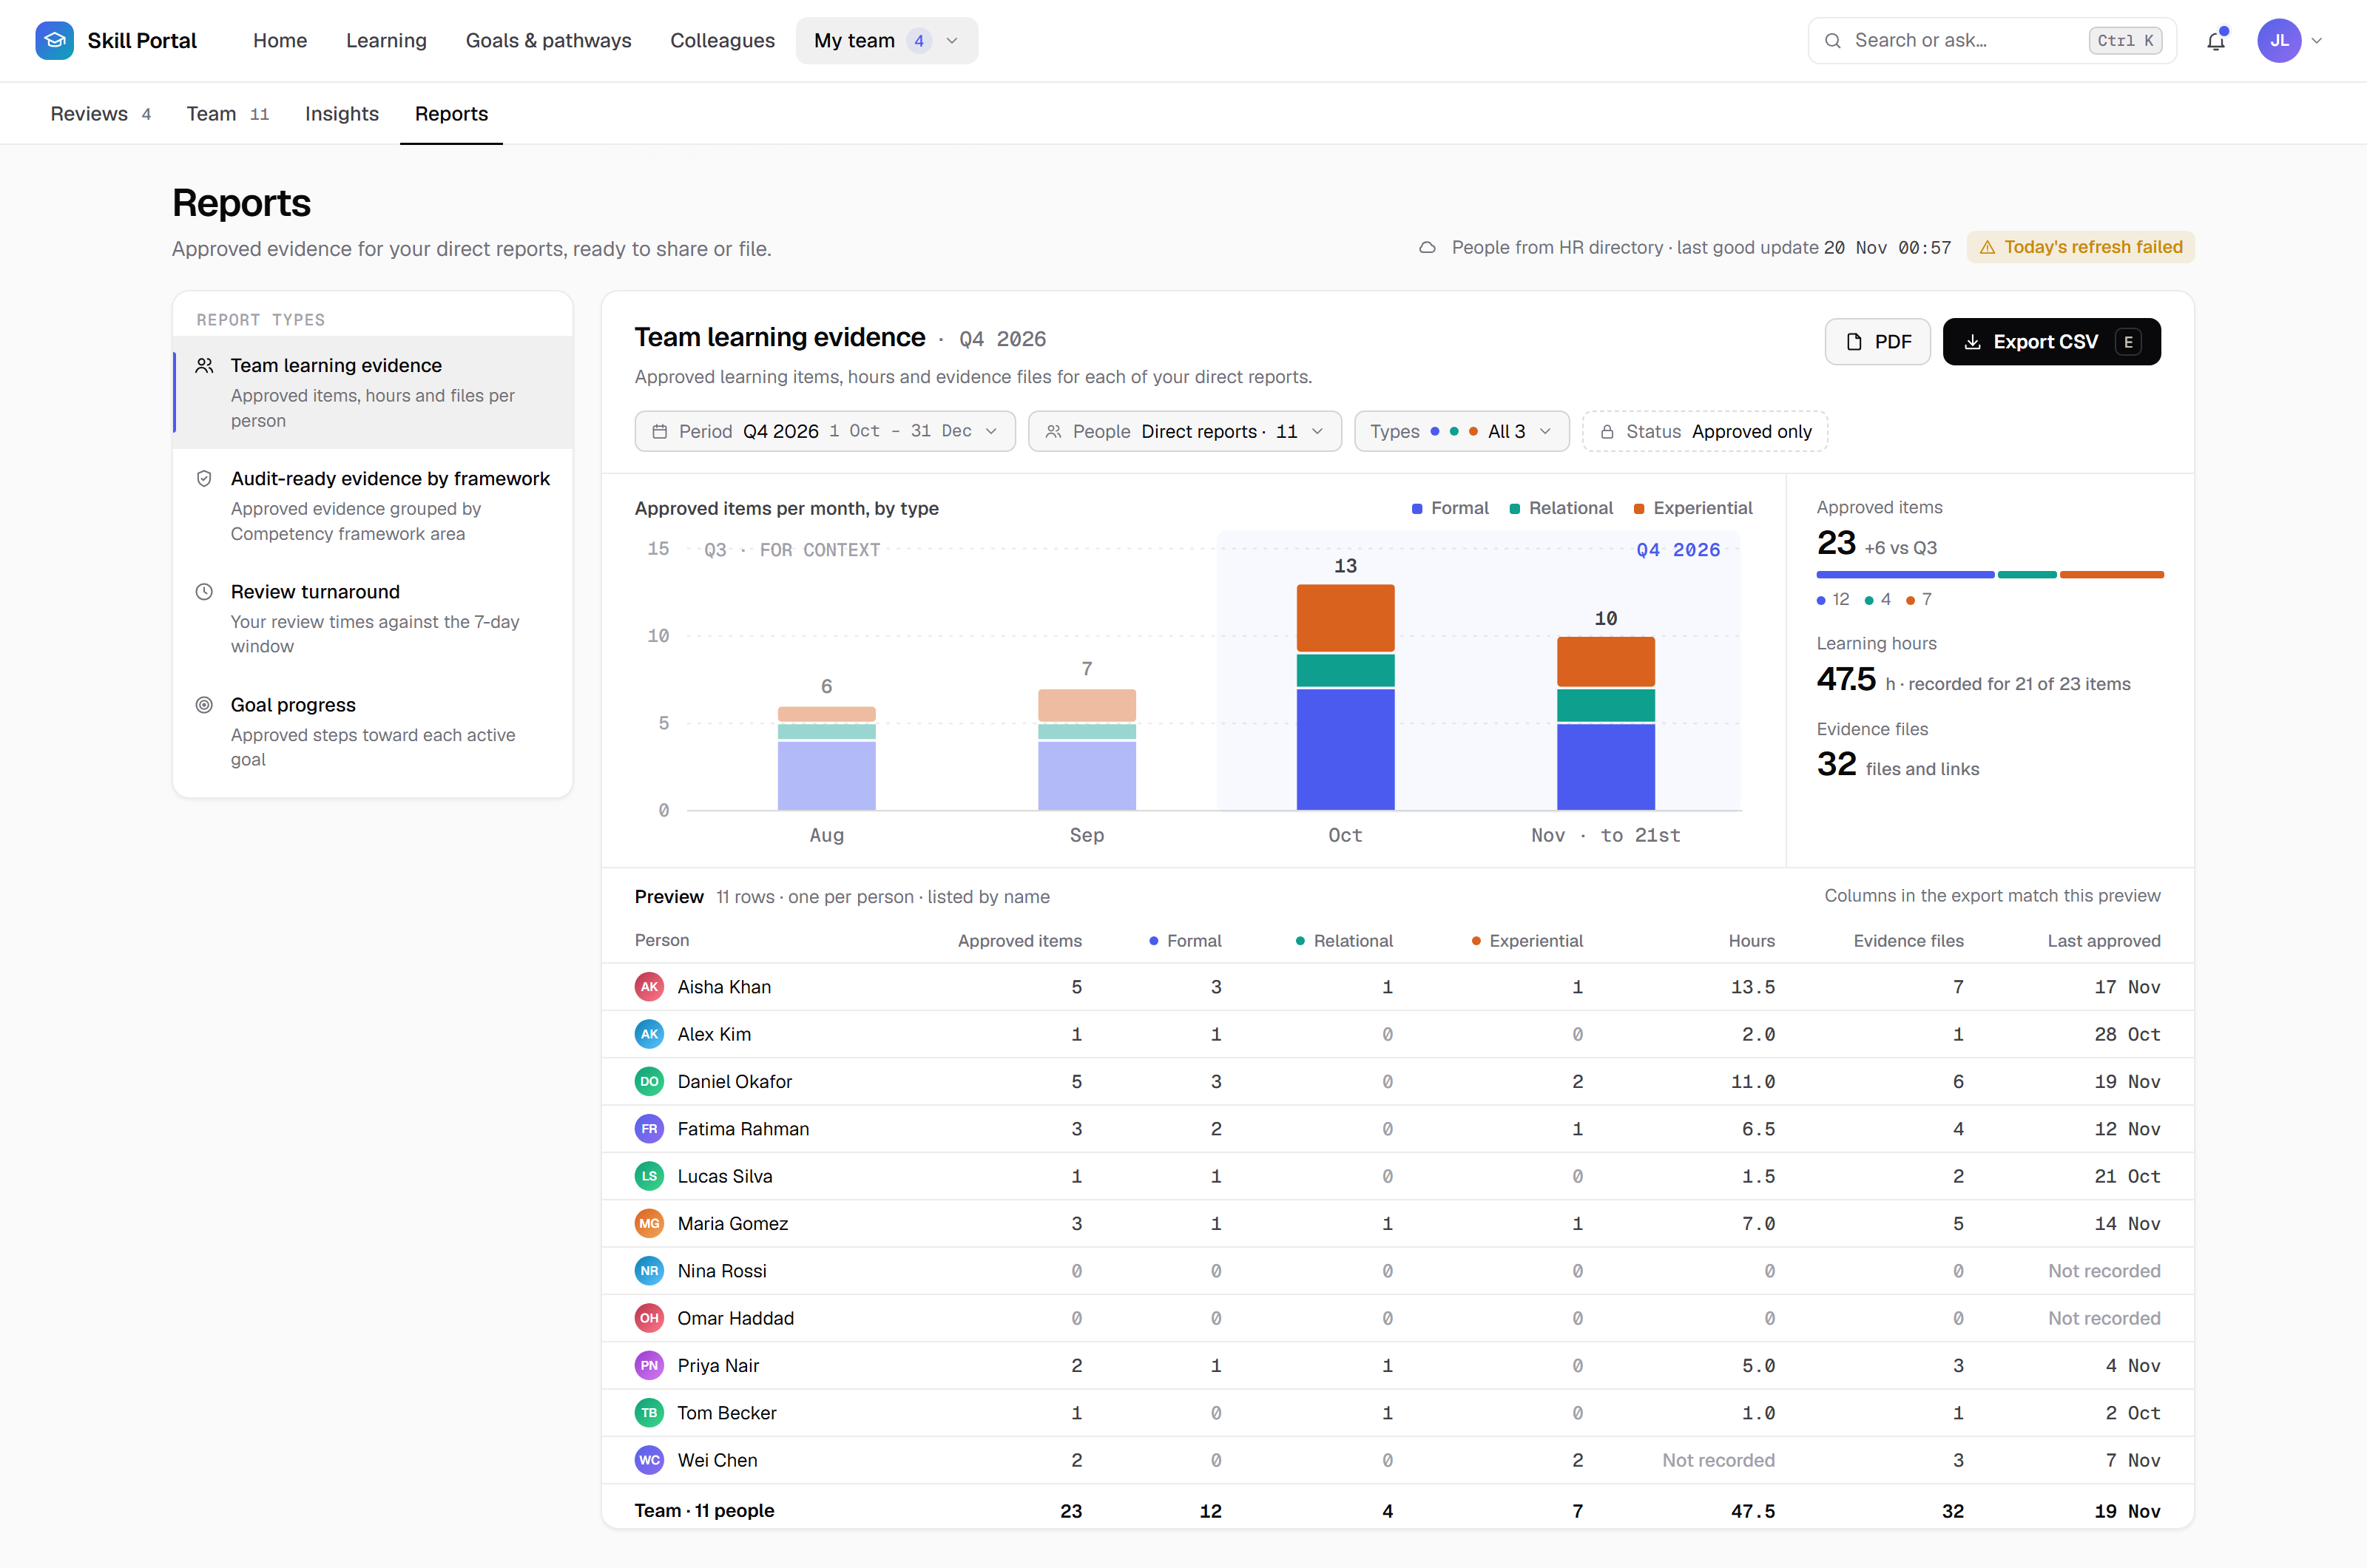 Skill Portal Home Learning Goals & pathways Colleagues My team 4 Search or ask... Ctrl K JL
Reviews 4 Team 11 Insights Reports
Reports
Approved evidence for your direct reports, ready to share or file.
People from HR directory · last good update 20 Nov 00:57 Today's refresh failed
REPORT TYPES
Team learning evidence
Approved items, hours and files per
person
Audit-ready evidence by framework
Approved evidence grouped by
Competency framework area
Review turnaround
Your review times against the 7-day
window
Goal progress
Approved steps toward each active
goal
Team learning evidence · Q4 2026
PDF Export CSV E
Approved learning items, hours and evidence files for each of your direct reports.
Period Q4 2026 1 Oct – 31 Dec People Direct reports · 11 Types All 3 Status Approved only
Approved items per month, by type Formal Relational Experiential
15 Q3 · FOR CONTEXT Q4 2026
13
10 10
7
6
5
0
Aug Sep Oct Nov · to 21st
Approved items
23 +6 vs Q3
12 4 7
Learning hours
47.5 h · recorded for 21 of 23 items
Evidence files
32 files and links
Preview 11 rows · one per person · listed by name Columns in the export match this preview
Person Approved items Formal Relational Experiential Hours Evidence files Last approved
AK Aisha Khan 5 3 1 1 13.5 7 17 Nov
AK Alex Kim 1 1 0 0 2.0 1 28 Oct
DO Daniel Okafor 5 3 0 2 11.0 6 19 Nov
FR Fatima Rahman 3 2 0 1 6.5 4 12 Nov
LS Lucas Silva 1 1 0 0 1.5 2 21 Oct
MG Maria Gomez 3 1 1 1 7.0 5 14 Nov
NR Nina Rossi 0 0 0 0 0 0 Not recorded
OH Omar Haddad 0 0 0 0 0 0 Not recorded
PN Priya Nair 2 1 1 0 5.0 3 4 Nov
TB Tom Becker 1 0 1 0 1.0 1 2 Oct
WC Wei Chen 2 0 0 2 Not recorded 3 7 Nov
Team · 11 people 23 12 4 7 47.5 32 19 Nov